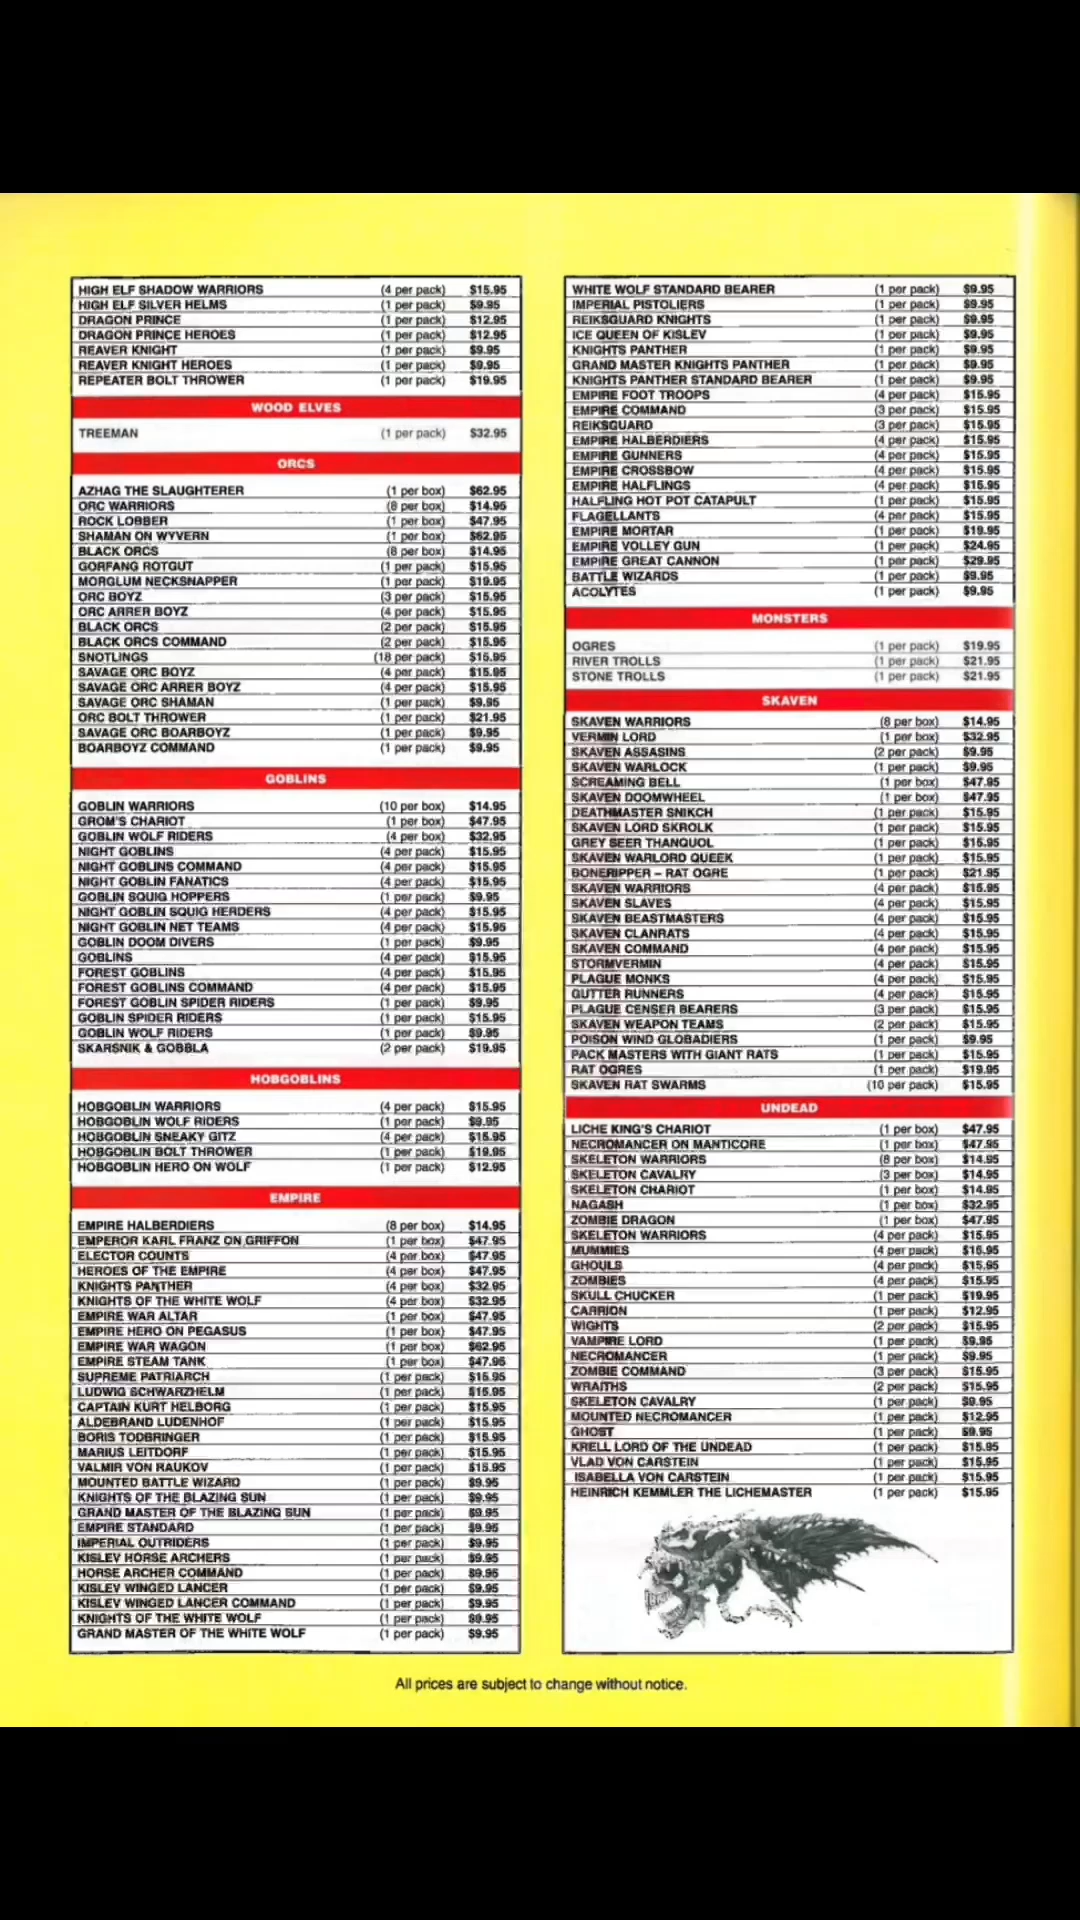 HIGH ELF SHADOW WARRIORS (4 per pack) $15.95
HIGH ELF SILVER HELMS (1 per pack) $9.95
DRAGON PRINCE (1 per pack) $12.95
DRAGON PRINCE HEROES (1 per pack) $12.95
REAVER KNIGHT (1 per pack) $9.95
REAVER KNIGHT HEROES (1 per pack) $9.95
REPEATER BOLT THROWER (1 per pack) $19.95
WOOD ELVES
TREEMAN (1 per pack) $32.95
ORCS
AZHAG THE SLAUGHTERER (1 per box) $62.95
ORC WARRIORS (8 per box) $14.95
ROCK LOBBER (1 per box) $47.95
SHAMAN ON WYVERN (1 per box) $62.95
BLACK ORCS (8 per box) $14.95
GORFANG ROTGUT (1 per pack) $15.95
MORGLUM NECKSNAPPER (1 per pack) $19.95
ORC BOYZ (3 per pack) $15.95
ORC ARRER BOYZ (4 per pack) $15.95
BLACK ORCS (2 per pack) $15.95
BLACK ORCS COMMAND (2 per pack) $15.95
SNOTLINGS (18 per pack) $15.95
SAVAGE ORC BOYZ (4 per pack) $15.95
SAVAGE ORC ARRER BOYZ (4 per pack) $15.95
SAVAGE ORC SHAMAN (1 per pack) $9.95
ORC BOLT THROWER (1 per pack) $21.95
SAVAGE ORC BOARBOYZ (1 per pack) $9.95
BOARBOYZ COMMAND (1 per pack) $9.95
GOBLINS
GOBLIN WARRIORS (10 per box) $14.95
GROM'S CHARIOT (1 per box) $47.95
GOBLIN WOLF RIDERS (4 per box) $32.95
NIGHT GOBLINS (4 per pack) $15.95
NIGHT GOBLINS COMMAND (4 per pack) $15.95
NIGHT GOBLIN FANATICS (4 per pack) $15.95
GOBLIN SQUIG HOPPERS (1 per pack) $9.95
NIGHT GOBLIN SQUIG HERDERS (4 per pack) $15.95
NIGHT GOBLIN NET TEAMS (4 per pack) $15.95
GOBLIN DOOM DIVERS (1 per pack) $9.95
GOBLINS (4 per pack) $15.95
FOREST GOBLINS (4 per pack) $15.95
FOREST GOBLINS COMMAND (4 per pack) $15.95
FOREST GOBLIN SPIDER RIDERS (1 per pack) $9.95
GOBLIN SPIDER RIDERS (1 per pack) $15.95
GOBLIN WOLF RIDERS (1 per pack) $9.95
SKARSNIK & GOBBLA (2 per pack) $19.95
HOBGOBLINS
HOBGOBLIN WARRIORS (4 per pack) $15.95
HOBGOBLIN WOLF RIDERS (1 per pack) $9.95
HOBGOBLIN SNEAKY GITZ (4 per pack) $15.95
HOBGOBLIN BOLT THROWER (1 per pack) $19.95
HOBGOBLIN HERO ON WOLF (1 per pack) $12.95
EMPIRE
EMPIRE HALBERDIERS (8 per box) $14.95
EMPEROR KARL FRANZ ON GRIFFON (1 per box) $47.95
ELECTOR COUNTS (4 per box) $47.95
HEROES OF THE EMPIRE (4 per box) $47.95
KNIGHTS PANTHER (4 per box) $32.95
KNIGHTS OF THE WHITE WOLF (4 per box) $32.95
EMPIRE WAR ALTAR (1 per box) $47.95
EMPIRE HERO ON PEGASUS (1 per box) $47.95
EMPIRE WAR WAGON (1 per box) $62.95
EMPIRE STEAM TANK (1 per box) $47.95
SUPREME PATRIARCH (1 per pack) $15.95
LUDWIG SCHWARZHELM (1 per pack) $15.95
CAPTAIN KURT HELBORG (1 per pack) $15.95
ALDEBRAND LUDENHOF (1 per pack) $15.95
BORIS TODBRINGER (1 per pack) $15.95
MARIUS LEITDORF (1 per pack) $15.95
VALMIR VON RAUKOV (1 per pack) $15.95
MOUNTED BATTLE WIZARD (1 per pack) $9.95
KNIGHTS OF THE BLAZING SUN (1 per pack) $9.95
GRAND MASTER OF THE BLAZING SUN (1 per pack) $9.95
EMPIRE STANDARD (1 per pack) $9.95
IMPERIAL OUTRIDERS (1 per pack) $9.95
KISLEV HORSE ARCHERS (1 per pack) $9.95
HORSE ARCHER COMMAND (1 per pack) $9.95
KISLEV WINGED LANCER (1 per pack) $9.95
KISLEV WINGED LANCER COMMAND (1 per pack) $9.95
KNIGHTS OF THE WHITE WOLF (1 per pack) $9.95
GRAND MASTER OF THE WHITE WOLF (1 per pack) $9.95
WHITE WOLF STANDARD BEARER (1 per pack) $9.95
IMPERIAL PISTOLIERS (1 per pack) $9.95
REIKSGUARD KNIGHTS (1 per pack) $9.95
ICE QUEEN OF KISLEV (1 per pack) $9.95
KNIGHTS PANTHER (1 per pack) $9.95
GRAND MASTER KNIGHTS PANTHER (1 per pack) $9.95
KNIGHTS PANTHER STANDARD BEARER (1 per pack) $9.95
EMPIRE FOOT TROOPS (4 per pack) $15.95
EMPIRE COMMAND (3 per pack) $15.95
REIKSGUARD (3 per pack) $15.95
EMPIRE HALBERDIERS (4 per pack) $15.95
EMPIRE GUNNERS (4 per pack) $15.95
EMPIRE CROSSBOW (4 per pack) $15.95
EMPIRE HALFLINGS (4 per pack) $15.95
HALFLING HOT POT CATAPULT (1 per pack) $15.95
FLAGELLANTS (4 per pack) $15.95
EMPIRE MORTAR (1 per pack) $19.95
EMPIRE VOLLEY GUN (1 per pack) $24.95
EMPIRE GREAT CANNON (1 per pack) $29.95
BATTLE WIZARDS (1 per pack) $9.95
ACOLYTES (1 per pack) $9.95
MONSTERS
OGRES (1 per pack) $19.95
RIVER TROLLS (1 per pack) $21.95
STONE TROLLS (1 per pack) $21.95
SKAVEN
SKAVEN WARRIORS (8 per box) $14.95
VERMIN LORD (1 per box) $32.95
SKAVEN ASSASINS (2 per pack) $9.95
SKAVEN WARLOCK (1 per pack) $9.95
SCREAMING BELL (1 per box) $47.95
SKAVEN DOOMWHEEL (1 per box) $47.95
DEATHMASTER SNIKCH (1 per pack) $15.95
SKAVEN LORD SKROLK (1 per pack) $15.95
GREY SEER THANQUOL (1 per pack) $15.95
SKAVEN WARLORD QUEEK (1 per pack) $15.95
BONERIPPER – RAT OGRE (1 per pack) $21.95
SKAVEN WARRIORS (4 per pack) $15.95
SKAVEN SLAVES (4 per pack) $15.95
SKAVEN BEASTMASTERS (4 per pack) $15.95
SKAVEN CLANRATS (4 per pack) $15.95
SKAVEN COMMAND (4 per pack) $15.95
STORMVERMIN (4 per pack) $15.95
PLAGUE MONKS (4 per pack) $15.95
GUTTER RUNNERS (4 per pack) $15.95
PLAGUE CENSER BEARERS (3 per pack) $15.95
SKAVEN WEAPON TEAMS (2 per pack) $15.95
POISON WIND GLOBADIERS (1 per pack) $9.95
PACK MASTERS WITH GIANT RATS (1 per pack) $15.95
RAT OGRES (1 per pack) $19.95
SKAVEN RAT SWARMS (10 per pack) $15.95
UNDEAD
LICHE KING'S CHARIOT (1 per box) $47.95
NECROMANCER ON MANTICORE (1 per box) $47.95
SKELETON WARRIORS (8 per box) $14.95
SKELETON CAVALRY (3 per box) $14.95
SKELETON CHARIOT (1 per box) $14.95
NAGASH (1 per box) $32.95
ZOMBIE DRAGON (1 per box) $47.95
SKELETON WARRIORS (4 per pack) $15.95
MUMMIES (4 per pack) $15.95
GHOULS (4 per pack) $15.95
ZOMBIES (4 per pack) $15.95
SKULL CHUCKER (1 per pack) $19.95
CARRION (1 per pack) $12.95
WIGHTS (2 per pack) $15.95
VAMPIRE LORD (1 per pack) $9.95
NECROMANCER (1 per pack) $9.95
ZOMBIE COMMAND (3 per pack) $15.95
WRAITHS (2 per pack) $15.95
SKELETON CAVALRY (1 per pack) $9.95
MOUNTED NECROMANCER (1 per pack) $12.95
GHOST (1 per pack) $9.95
KRELL LORD OF THE UNDEAD (1 per pack) $15.95
VLAD VON CARSTEIN (1 per pack) $15.95
ISABELLA VON CARSTEIN (1 per pack) $15.95
HEINRICH KEMMLER THE LICHEMASTER (1 per pack) $15.95
All prices are subject to change without notice.